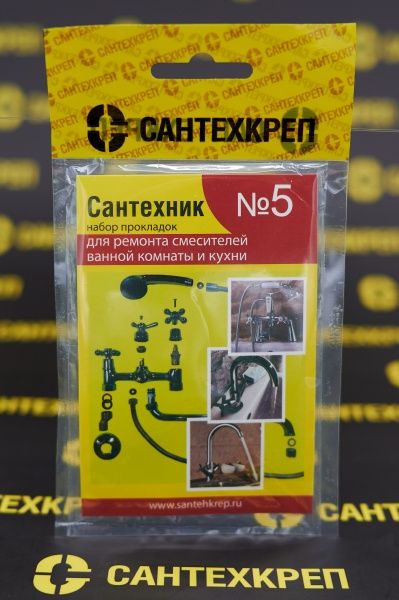 САНТЕХКРЕП
Сантехник №5
набор прокладок
для ремонта смесителей
ванной комнаты и кухни
www.santehkrep.ru
САНТЕХКРЕП